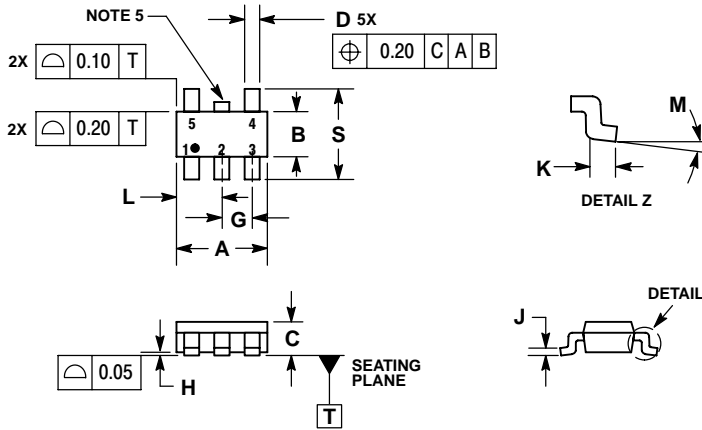 NOTE 5
D 5X
⌖ 0.20 C A B
2X ⌓ 0.10 T
2X ⌓ 0.20 T
5 4
1 2 3
B
S
L
G
A
M
K
DETAIL Z
C
H
⌓ 0.05
SEATING
PLANE
T
J
DETAIL